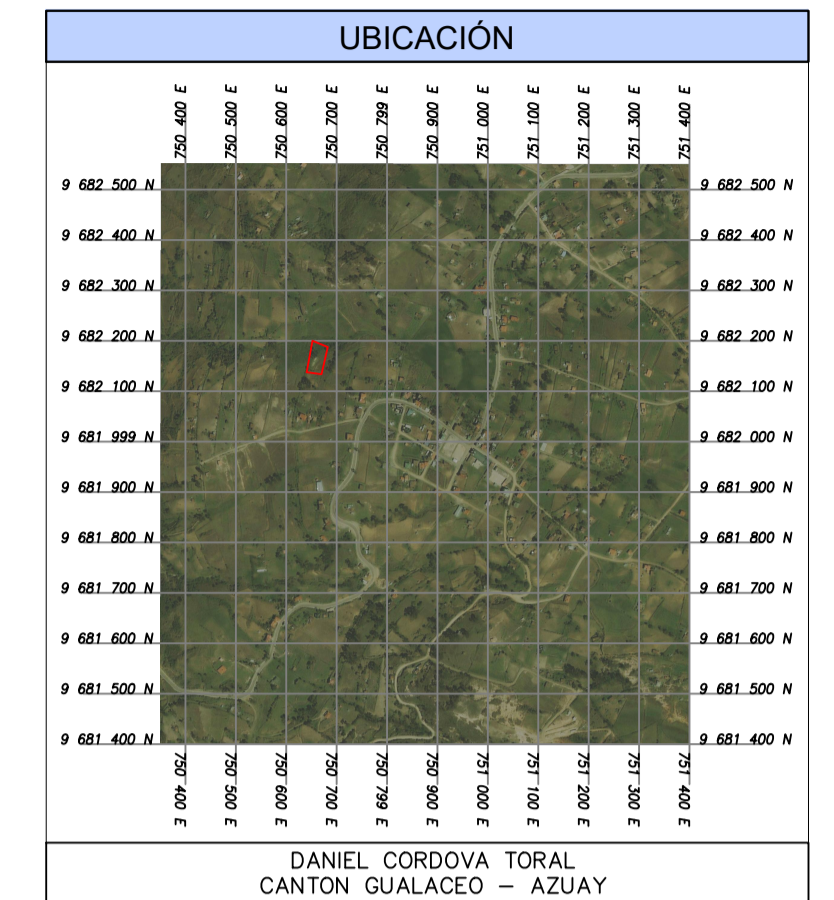 UBICACIÓN
750 400 E
750 500 E
750 600 E
750 700 E
750 799 E
750 900 E
751 000 E
751 100 E
751 200 E
751 300 E
751 400 E
9 682 500 N 9 682 500 N
9 682 400 N 9 682 400 N
9 682 300 N 9 682 300 N
9 682 200 N 9 682 200 N
9 682 100 N 9 682 100 N
9 681 999 N 9 682 000 N
9 681 900 N 9 681 900 N
9 681 800 N 9 681 800 N
9 681 700 N 9 681 700 N
9 681 600 N 9 681 600 N
9 681 500 N 9 681 500 N
9 681 400 N 9 681 400 N
750 400 E
750 500 E
750 600 E
750 700 E
750 799 E
750 900 E
751 000 E
751 100 E
751 200 E
751 300 E
751 400 E
DANIEL CORDOVA TORAL
CANTON GUALACEO – AZUAY